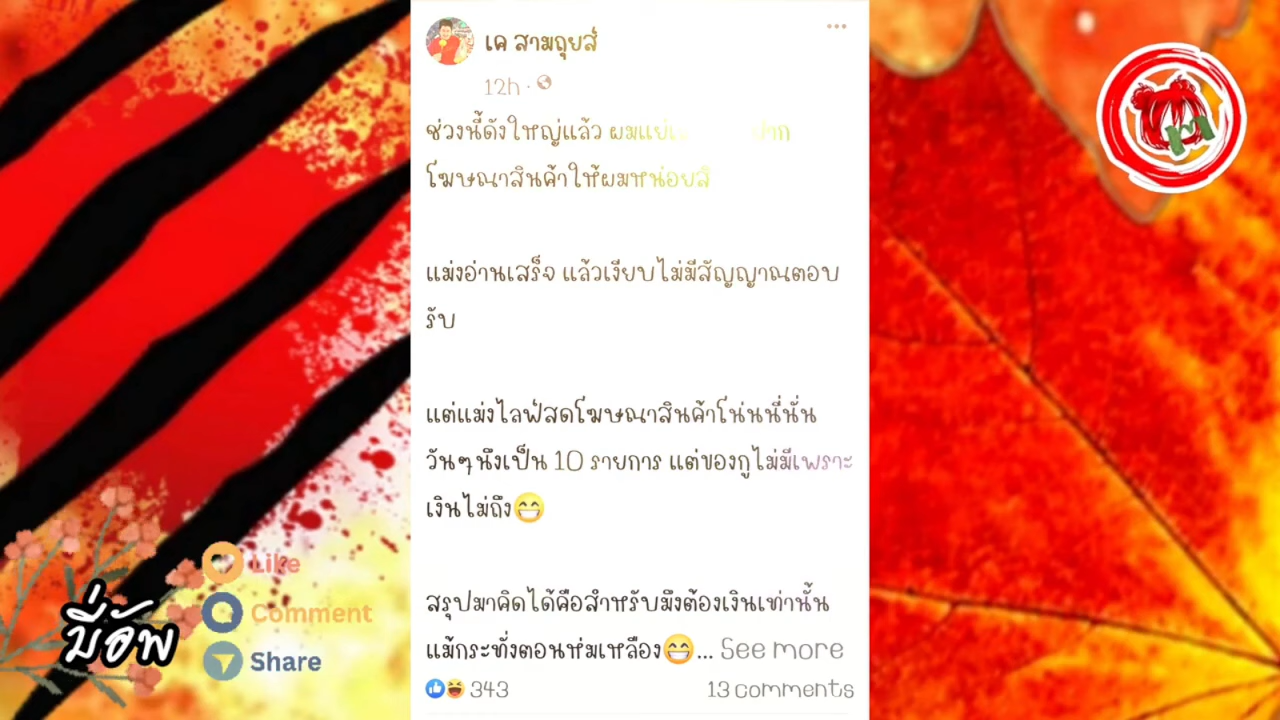 เค สามถุยส์
12h
ช่วงนี้ดังใหญ่แล้ว
โฆษณาสินค้าให้ผมหน่อยสิ
แม่งอ่านเสร็จ แล้วเงียบไม่มีสัญญาณตอบ
รับ
แต่แม่งไลฟ์สดโฆษณาสินค้าโน่นนี่นั่น
วันๆนึงเป็น 10 รายการ แต่ของกูไม่มีเพราะ
เงินไม่ถึง😁
สรุปมาคิดได้คือสำหรับมึงต้องเงินเท่านั้น
แม้กระทั่งตอนห่มเหลือง😁... See more
343 13 comments
Like
Comment
Share
บี่อัพ